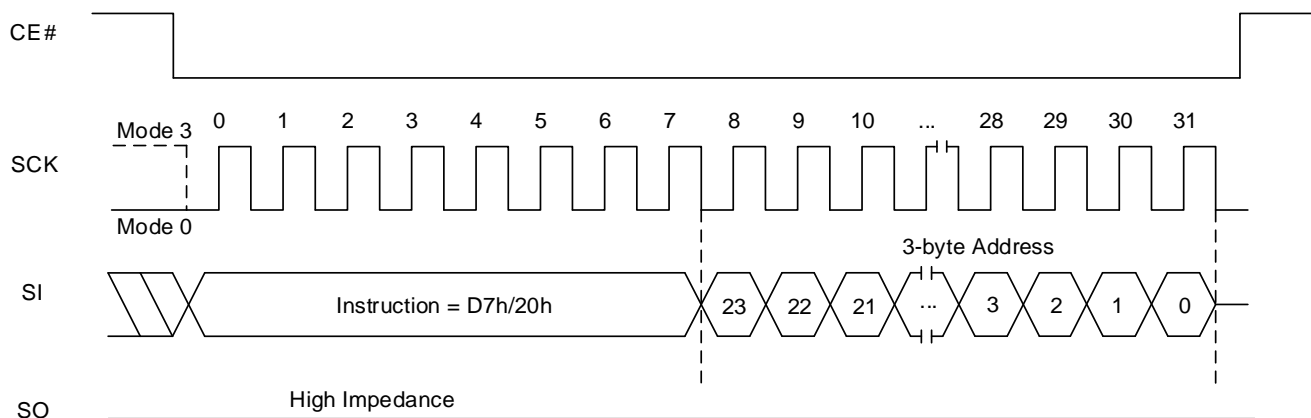 CE#
0 1 2 3 4 5 6 7 8 9 10 ... 28 29 30 31
Mode 3
SCK
Mode 0
3-byte Address
SI
Instruction = D7h/20h 23 22 21 ... 3 2 1 0
High Impedance
SO